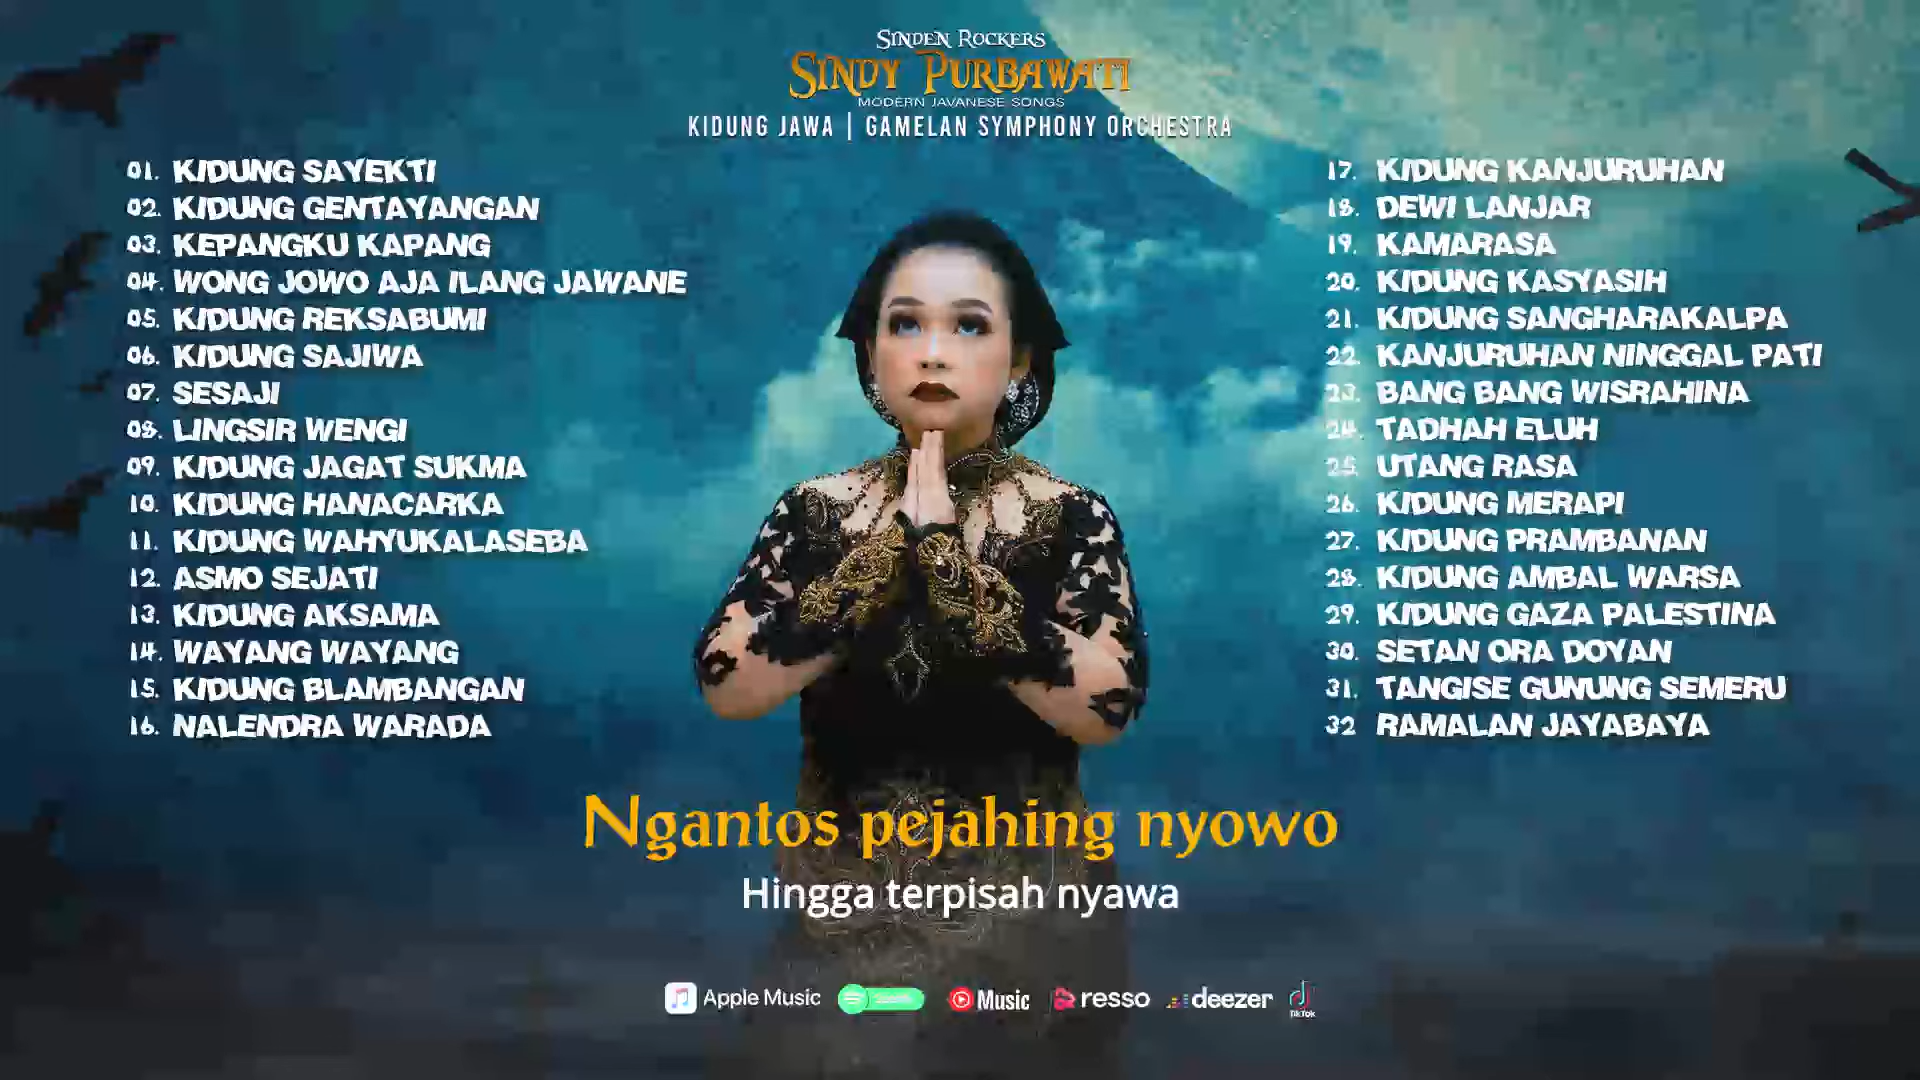 SINDEN ROCKERS
SINDY PURBAWATI
MODERN JAVANESE SONGS
KIDUNG JAWA | GAMELAN SYMPHONY ORCHESTRA
01. KIDUNG SAYEKTI
02. KIDUNG GENTAYANGAN
03. KEPANGKU KAPANG
04. WONG JOWO AJA ILANG JAWANE
05. KIDUNG REKSABUMI
06. KIDUNG SAJIWA
07. SESAJI
08. LINGSIR WENGI
09. KIDUNG JAGAT SUKMA
10. KIDUNG HANACARKA
11. KIDUNG WAHYUKALASEBA
12. ASMO SEJATI
13. KIDUNG AKSAMA
14. WAYANG WAYANG
15. KIDUNG BLAMBANGAN
16. NALENDRA WARADA
17. KIDUNG KANJURUHAN
18. DEWI LANJAR
19. KAMARASA
20. KIDUNG KASYASIH
21. KIDUNG SANGHARAKALPA
22. KANJURUHAN NINGGAL PATI
23. BANG BANG WISRAHINA
24. TADHAH ELUH
25. UTANG RASA
26. KIDUNG MERAPI
27. KIDUNG PRAMBANAN
28. KIDUNG AMBAL WARSA
29. KIDUNG GAZA PALESTINA
30. SETAN ORA DOYAN
31. TANGISE GUNUNG SEMERU
32 RAMALAN JAYABAYA
Ngantos pejahing nyowo
Hingga terpisah nyawa
Apple Music
Music
resso
deezer
TikTok